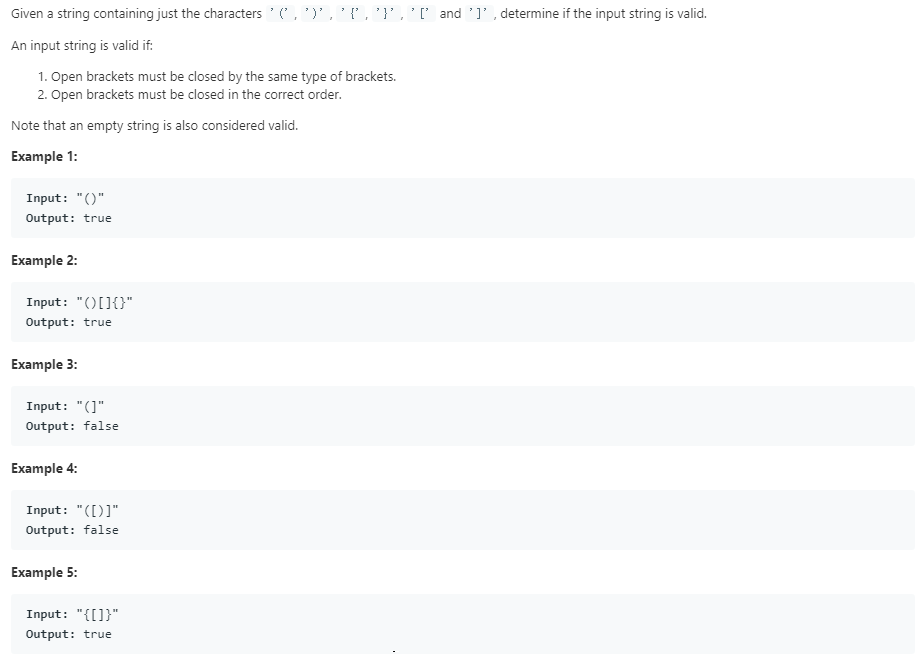 Given a string containing just the characters '(', ')', '{', '}', '[' and ']', determine if the input string is valid.
An input string is valid if:
1. Open brackets must be closed by the same type of brackets.
2. Open brackets must be closed in the correct order.
Note that an empty string is also considered valid.
Example 1:
Input: "()"
Output: true
Example 2:
Input: "()[]{}"
Output: true
Example 3:
Input: "(]"
Output: false
Example 4:
Input: "([)]"
Output: false
Example 5:
Input: "{[]}"
Output: true